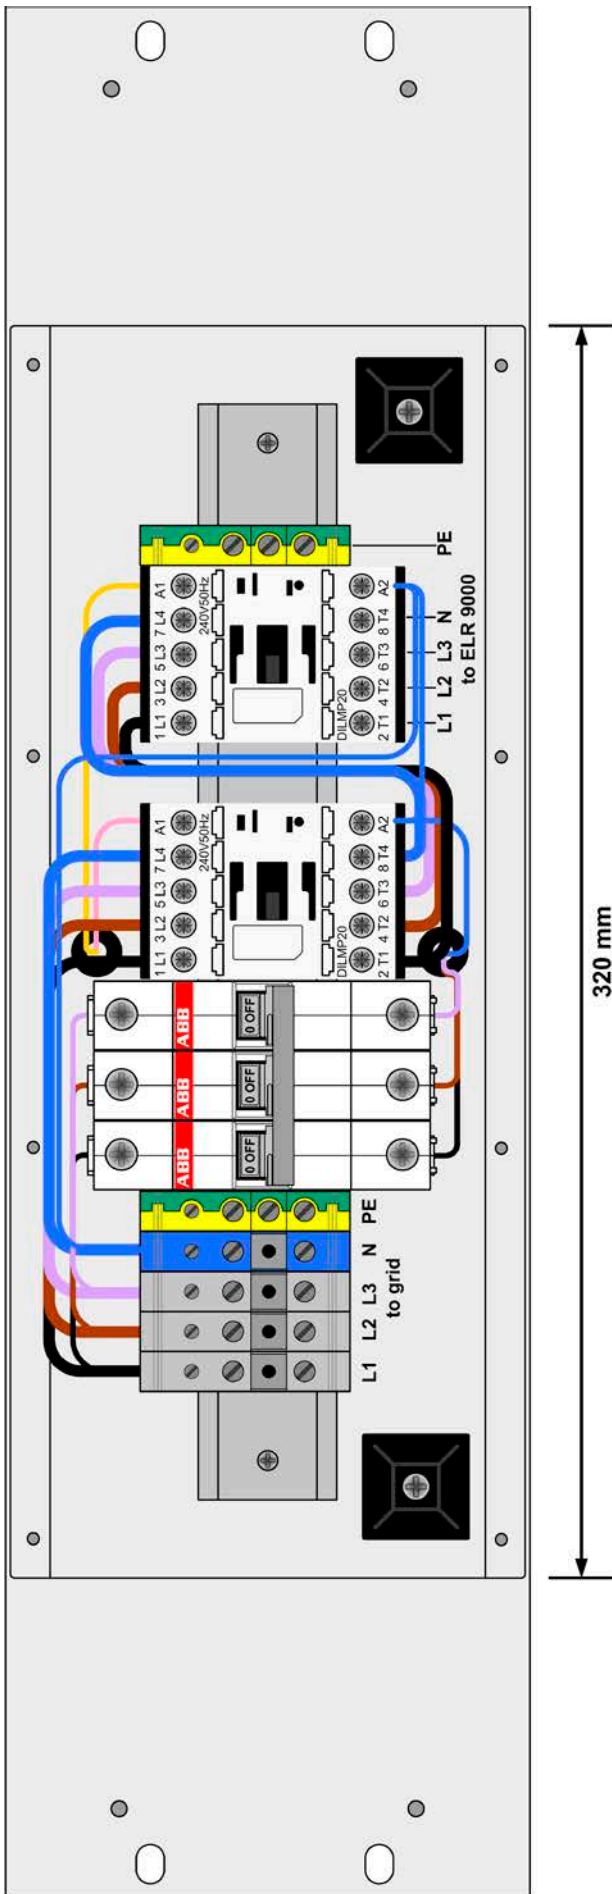 1 L1 3 L2 5 L3 7 L4 A1
1 L1 3 L2 5 L3 7 L4 A1
ABB ABB ABB
240V50Hz
240V50Hz
0 OFF 0 OFF 0 OFF
DILMP20
DILMP20
2 T1 4 T2 6 T3 8 T4 A2
2 T1 4 T2 6 T3 8 T4 A2
L1 L2 L3 N PE
to grid
L1 L2 L3 N PE
to ELR 9000
320 mm